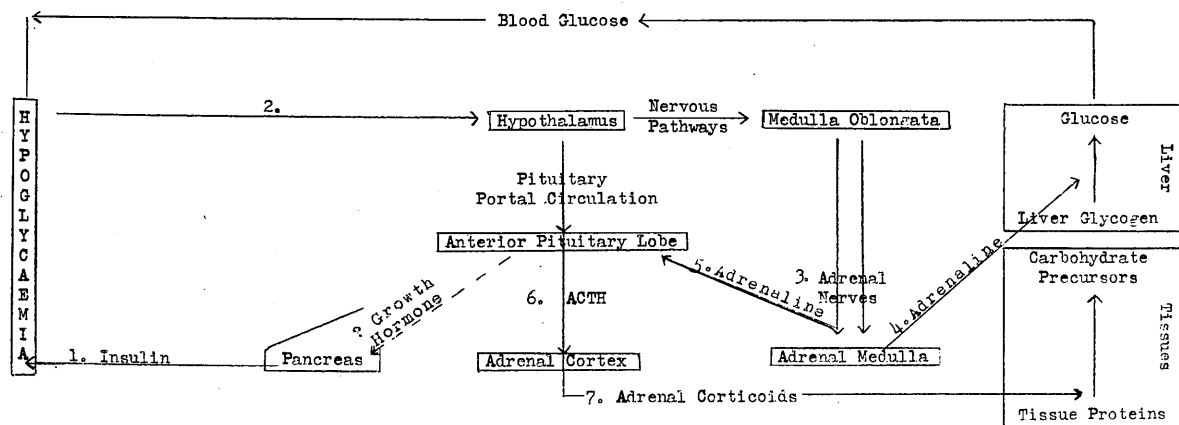 Blood Glucose
HYPOGLYCAEMIA
2.
Hypothalamus
Nervous
Pathways
Medulla Oblongata
Glucose
Liver
Liver Glycogen
Pituitary
Portal Circulation
Anterior Pituitary Lobe
5. Adrenaline
3. Adrenal
Nerves
4. Adrenaline
Carbohydrate
Precursors
Tissues
? Growth
Hormone
6. ACTH
1. Insulin
Pancreas
Adrenal Cortex
Adrenal Medulla
7. Adrenal Corticoids
Tissue Proteins